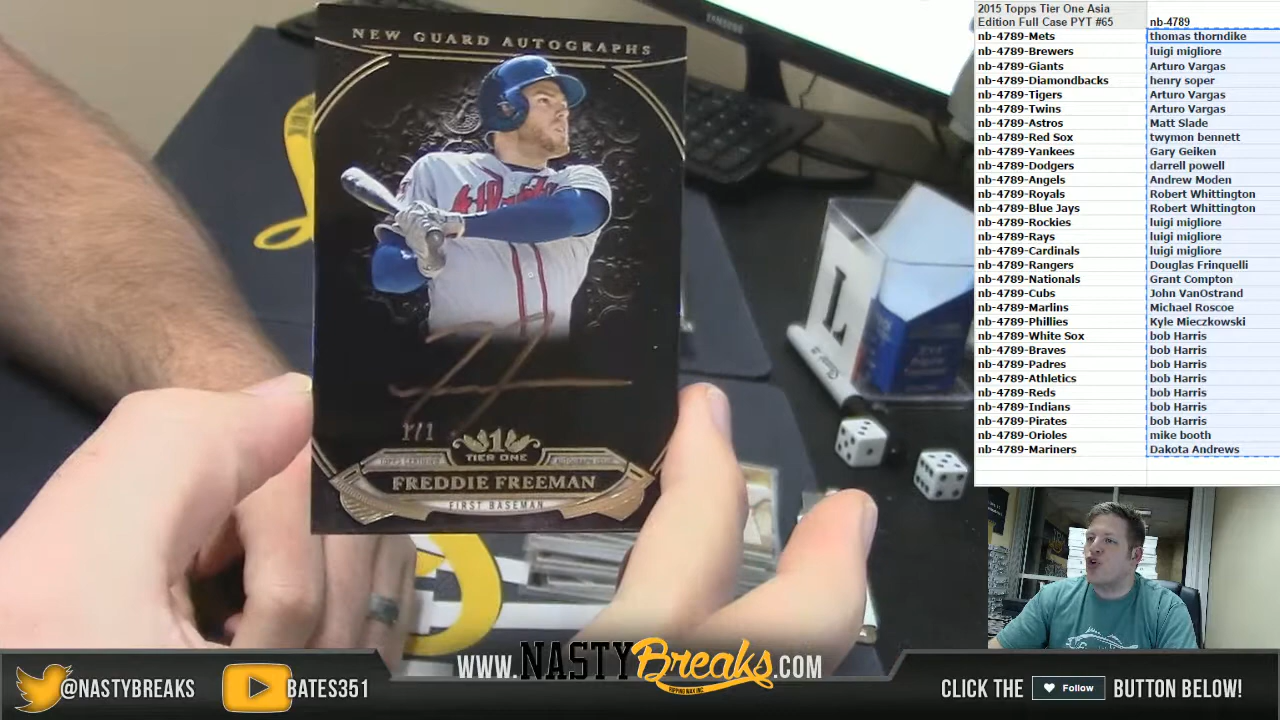 NEW GUARD AUTOGRAPHS
1/1
1
TIER ONE
TOPPS CERTIFIED
AUTOGRAPH ISSUE
FREDDIE FREEMAN
FIRST BASEMAN
L
2015 Topps Tier One Asia
Edition Full Case PYT #65 nb-4789
nb-4789-Mets thomas thorndike
nb-4789-Brewers luigi migliore
nb-4789-Giants Arturo Vargas
nb-4789-Diamondbacks henry soper
nb-4789-Tigers Arturo Vargas
nb-4789-Twins Arturo Vargas
nb-4789-Astros Matt Slade
nb-4789-Red Sox twymon bennett
nb-4789-Yankees Gary Geiken
nb-4789-Dodgers darrell powell
nb-4789-Angels Andrew Moden
nb-4789-Royals Robert Whittington
nb-4789-Blue Jays Robert Whittington
nb-4789-Rockies luigi migliore
nb-4789-Rays luigi migliore
nb-4789-Cardinals luigi migliore
nb-4789-Rangers Douglas Frinquelli
nb-4789-Nationals Grant Compton
nb-4789-Cubs John VanOstrand
nb-4789-Marlins Michael Roscoe
nb-4789-Phillies Kyle Mieczkowski
nb-4789-White Sox bob Harris
nb-4789-Braves bob Harris
nb-4789-Padres bob Harris
nb-4789-Athletics bob Harris
nb-4789-Reds bob Harris
nb-4789-Indians bob Harris
nb-4789-Pirates bob Harris
nb-4789-Orioles mike booth
nb-4789-Mariners Dakota Andrews
@NASTYBREAKS
BATES351
WWW.NASTYBreaks.COM
CLICK THE Follow BUTTON BELOW!